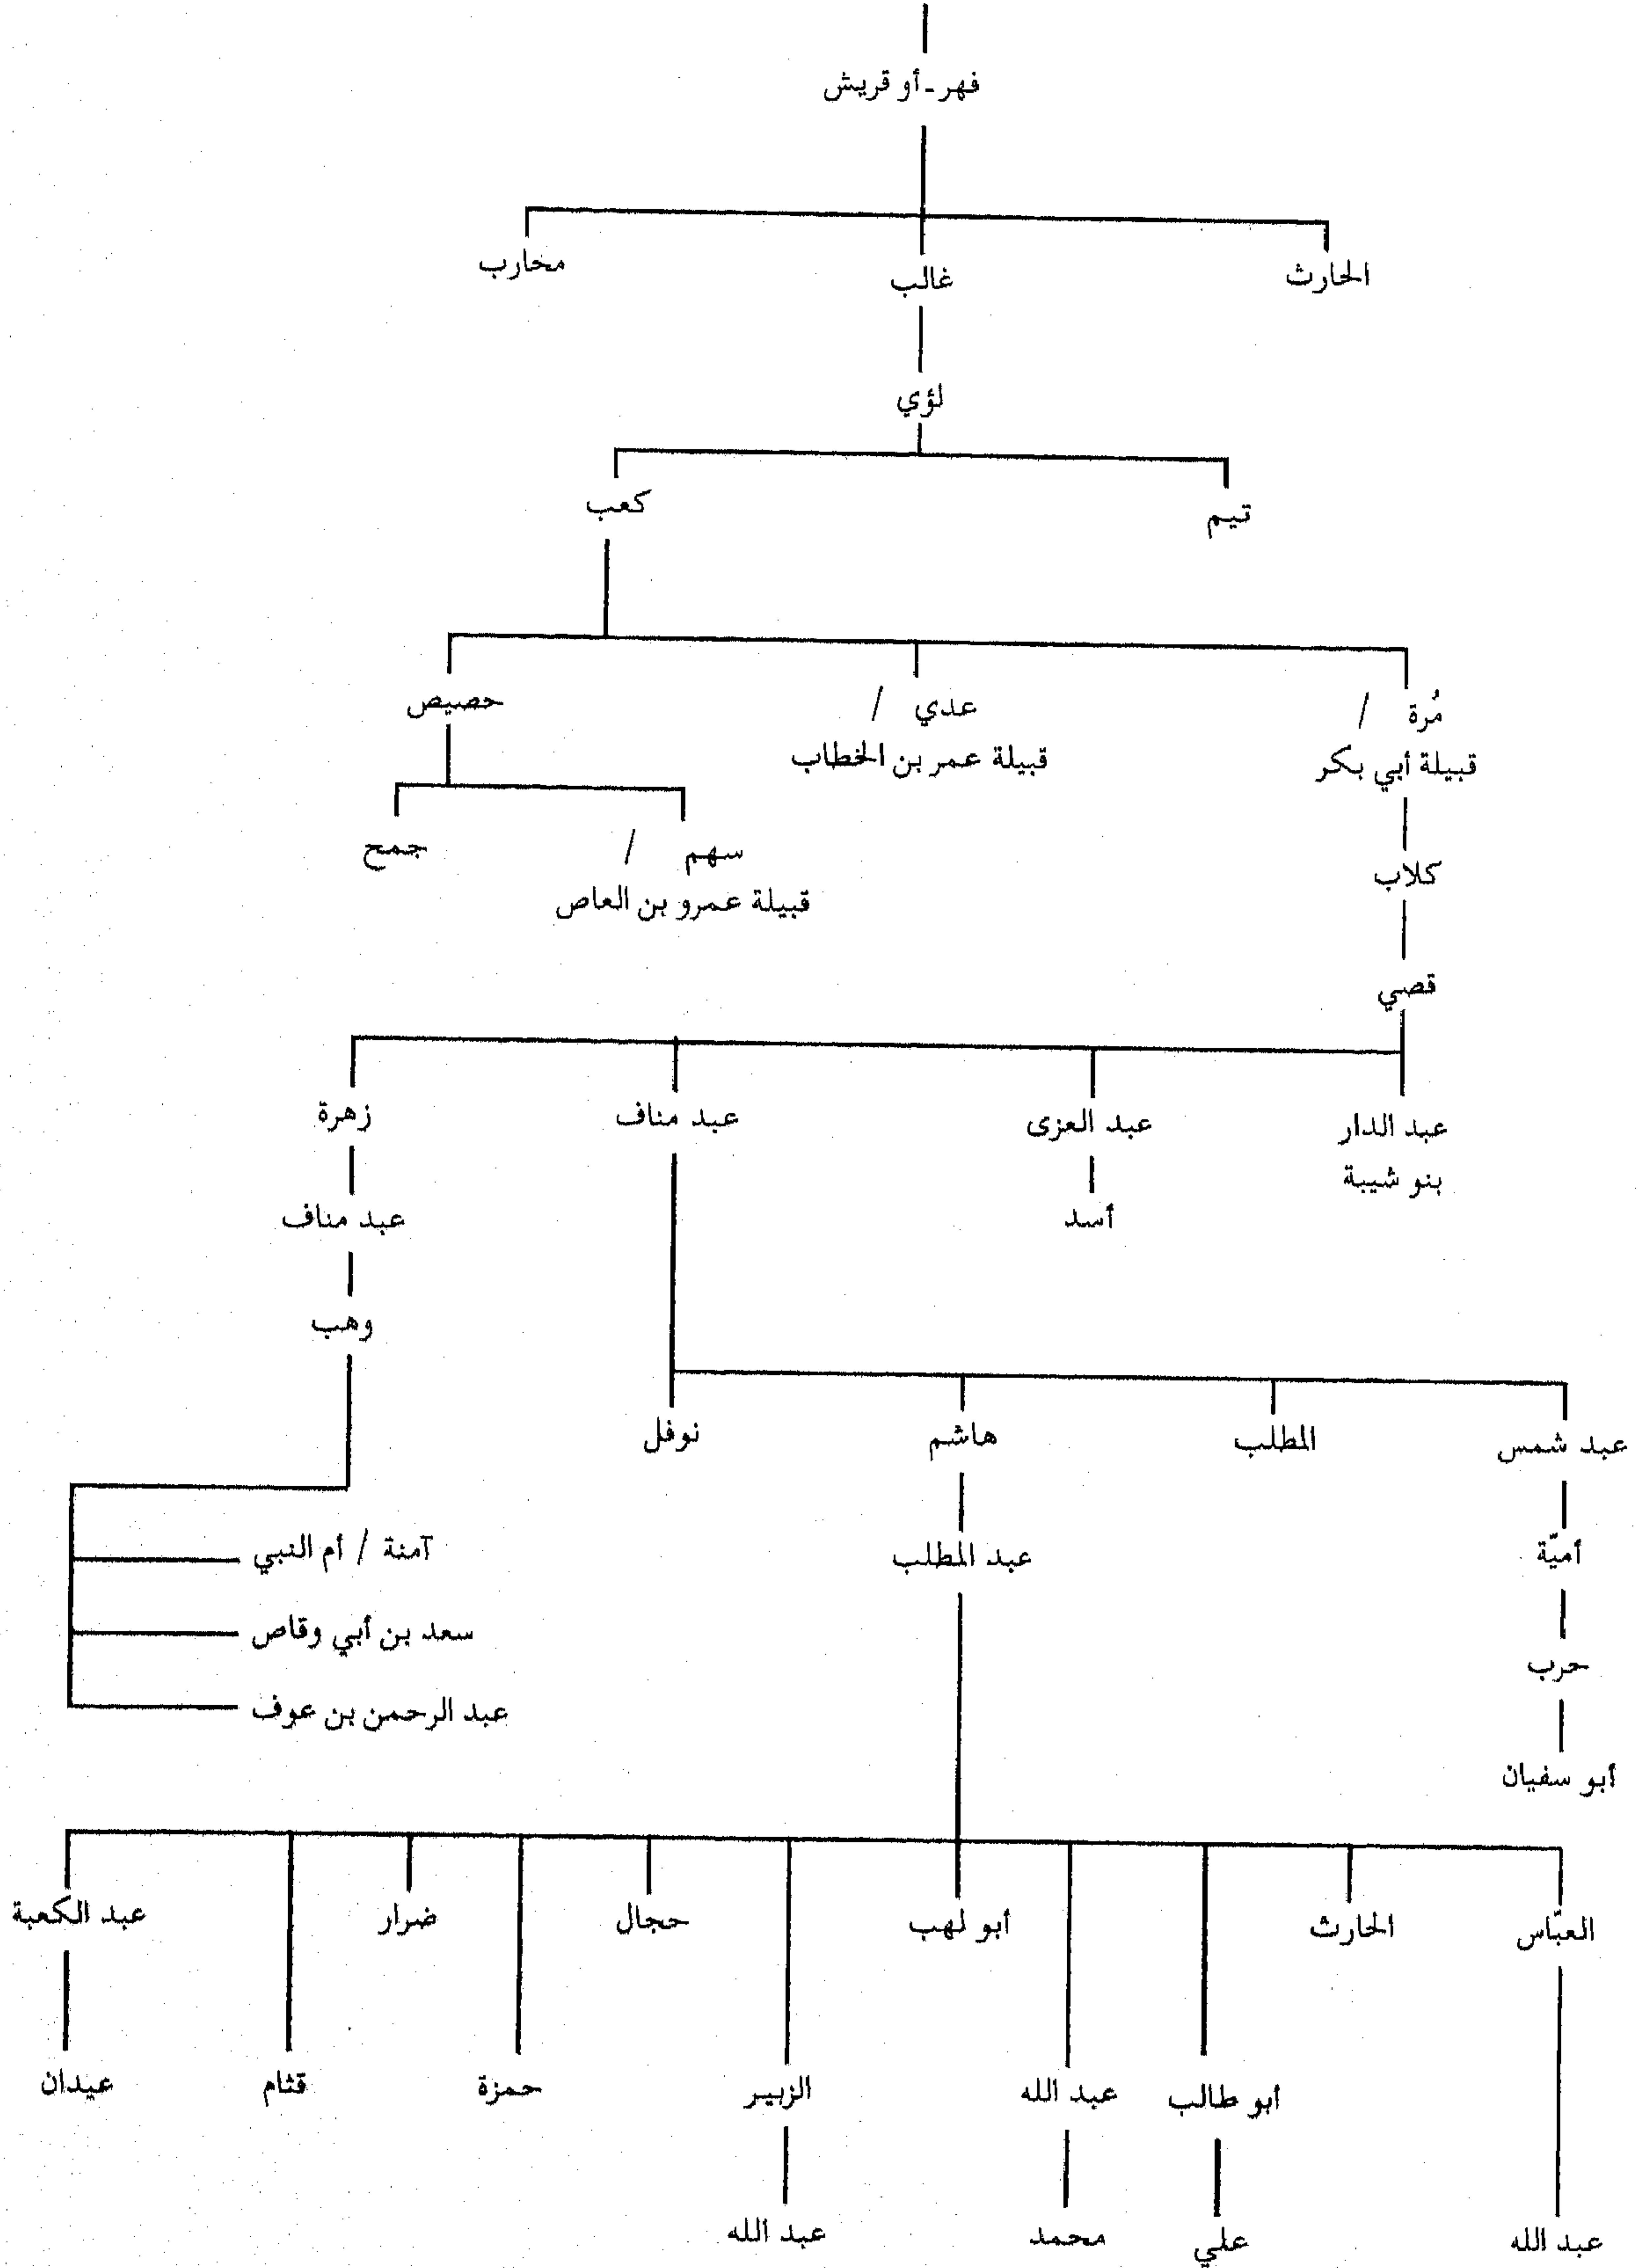 فهر - أو قريش
الحارث
غالب
محارب
لؤي
تيم
كعب
مُرة /
قبيلة أبي بكر
عدي /
قبيلة عمر بن الخطاب
حصيص
سهم /
قبيلة عمرو بن العاص
جمح
كلاب
قصي
عبد الدار
بنو شيبة
عبد العزى
أسد
عبد مناف
زهرة
عبد مناف
وهب
عبد شمس
المطلب
هاشم
نوفل
أميّة
حرب
أبو سفيان
عبد المطلب
آمنة / أم النبي
سعد بن أبي وقاص
عبد الرحمن بن عوف
العبّاس
الحارث
أبو لهب
حجال
ضرار
عبد الكعبة
أبو طالب
عبد الله
الزبير
حمزة
قثام
عيدان
عبد الله
علي
محمد
عبد الله